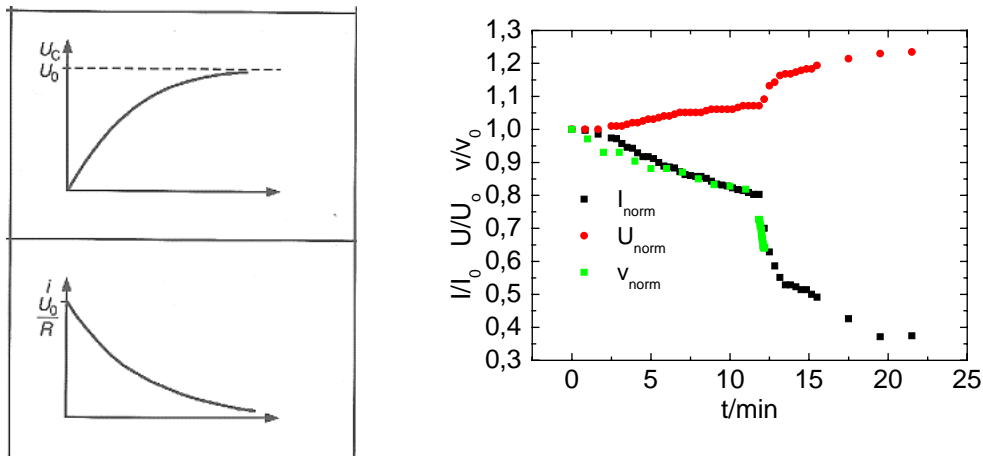 U_C
U_0
i
U_0
R
1,3
1,2
1,1
1,0
0,9
0,8
0,7
0,6
0,5
0,4
0,3
I/I_0 U/U_o v/v_0
I_norm
U_norm
v_norm
0 5 10 15 20 25
t/min